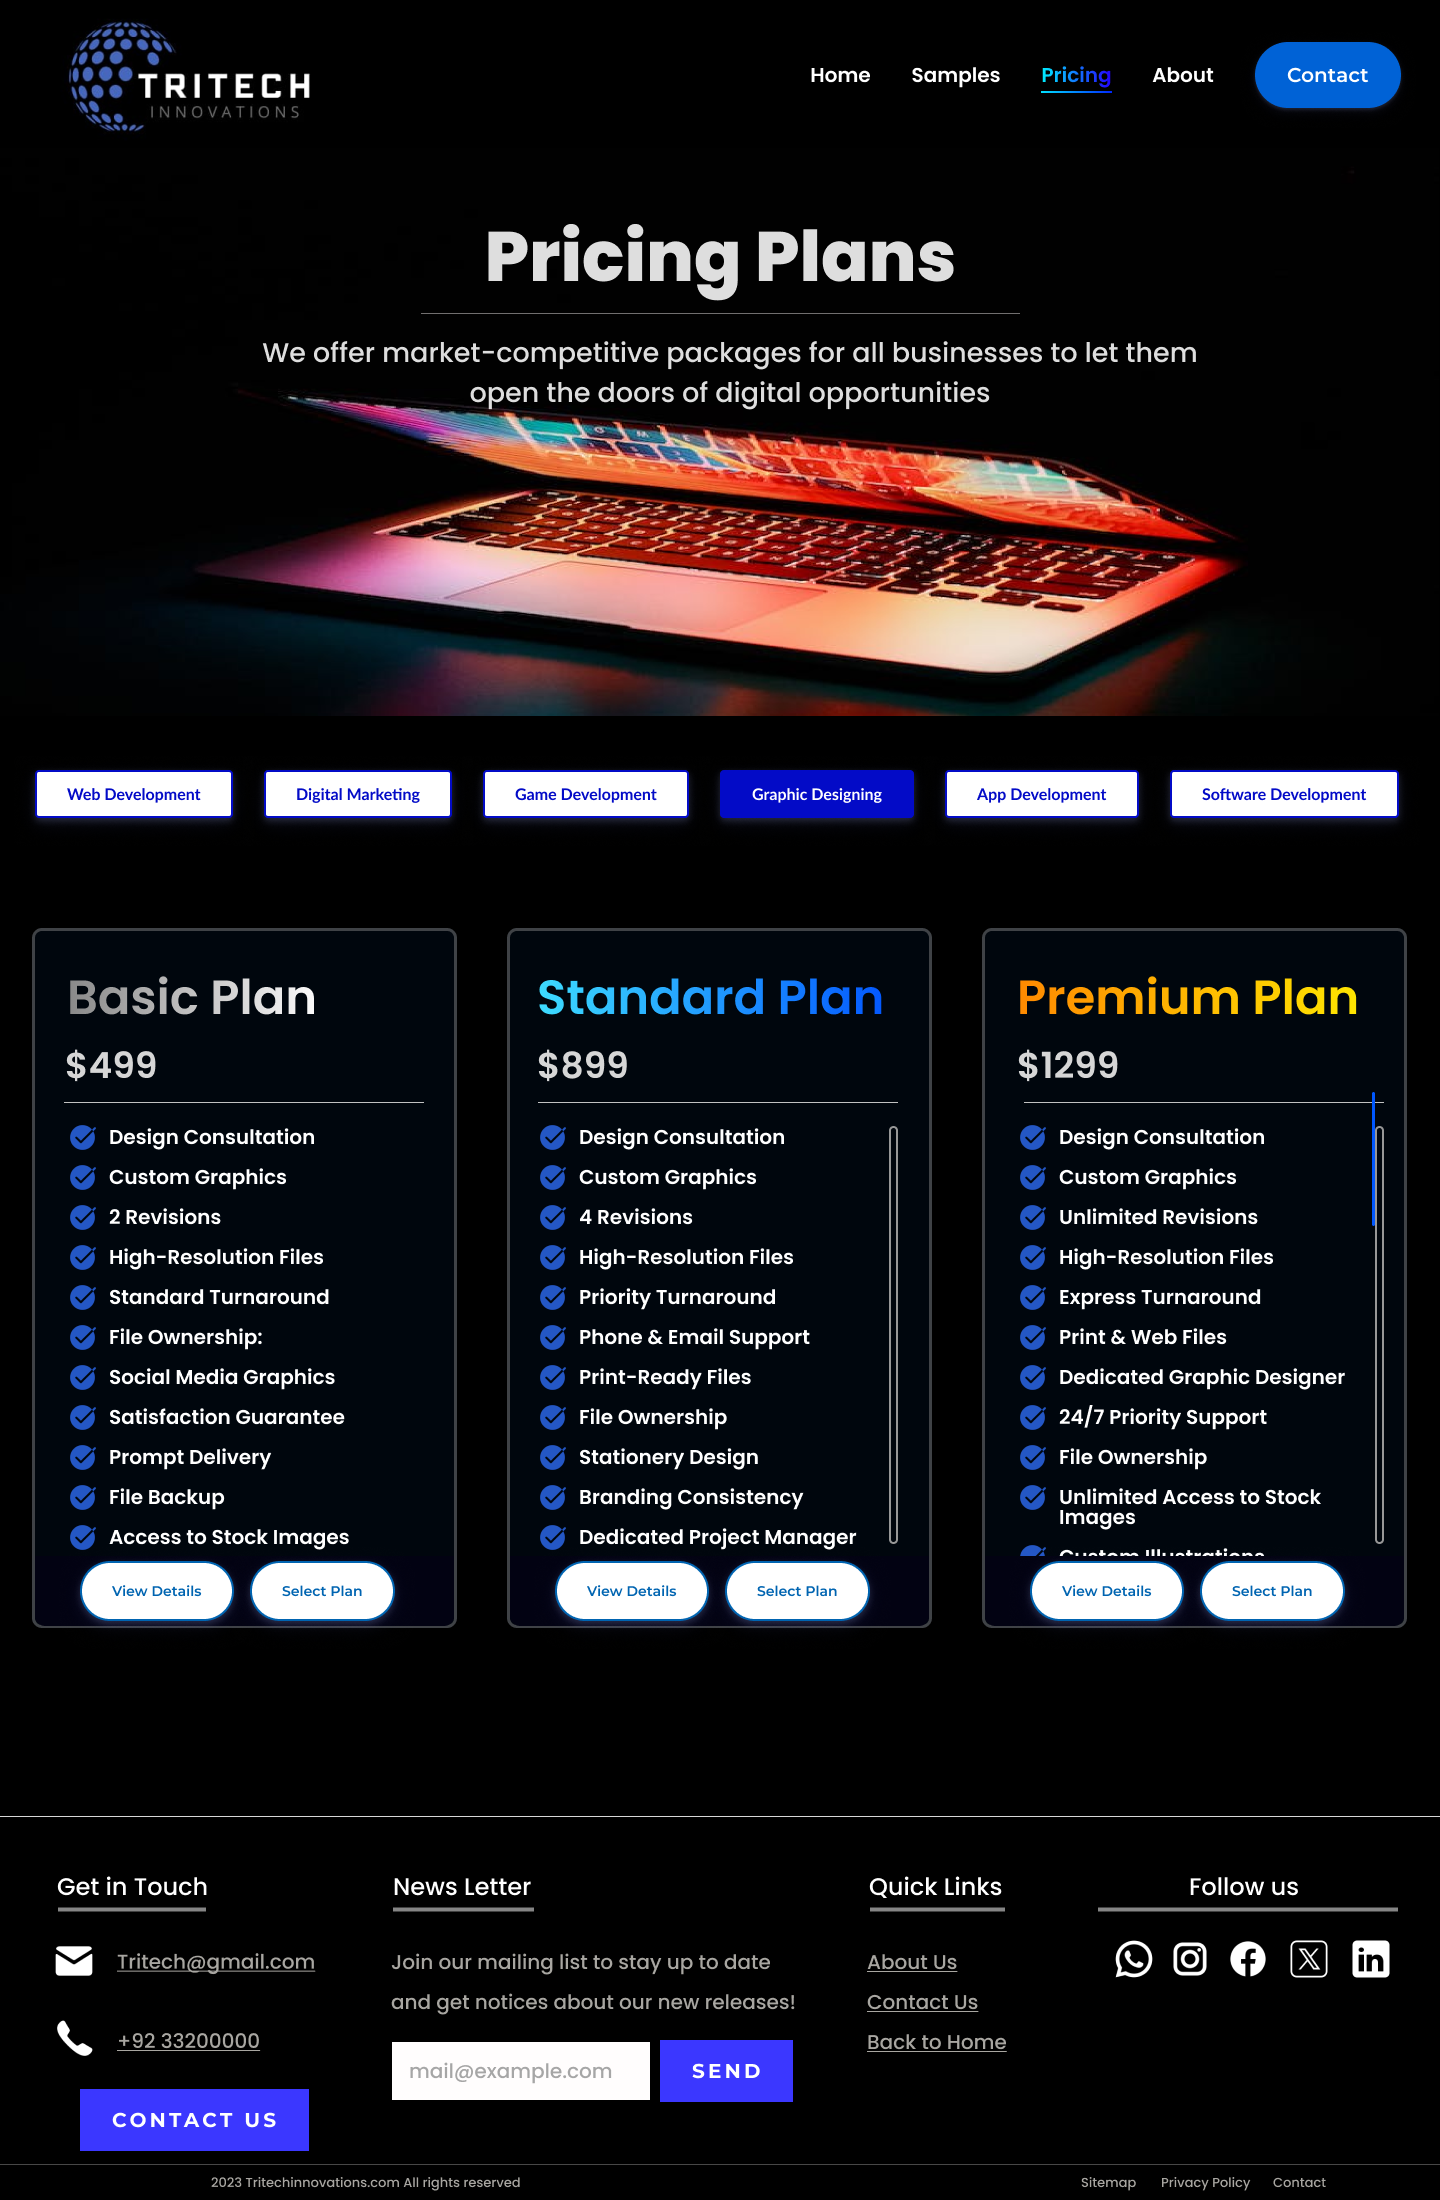 TRITECH
INNOVATIONS
Home
Samples
Pricing
About
Contact
Pricing Plans
We offer market-competitive packages for all businesses to let them
open the doors of digital opportunities
Web Development
Digital Marketing
Game Development
Graphic Designing
App Development
Software Development
Basic Plan
$499
Design Consultation
Custom Graphics
2 Revisions
High-Resolution Files
Standard Turnaround
File Ownership:
Social Media Graphics
Satisfaction Guarantee
Prompt Delivery
File Backup
Access to Stock Images
View Details
Select Plan
Standard Plan
$899
Design Consultation
Custom Graphics
4 Revisions
High-Resolution Files
Priority Turnaround
Phone & Email Support
Print-Ready Files
File Ownership
Stationery Design
Branding Consistency
Dedicated Project Manager
View Details
Select Plan
Premium Plan
$1299
Design Consultation
Custom Graphics
Unlimited Revisions
High-Resolution Files
Express Turnaround
Print & Web Files
Dedicated Graphic Designer
24/7 Priority Support
File Ownership
Unlimited Access to Stock
Images
Custom Illustrations
View Details
Select Plan
Get in Touch
Tritech@gmail.com
+92 33200000
CONTACT US
News Letter
Join our mailing list to stay up to date
and get notices about our new releases!
mail@example.com
SEND
Quick Links
About Us
Contact Us
Back to Home
Follow us
2023 Tritechinnovations.com All rights reserved
Sitemap
Privacy Policy
Contact